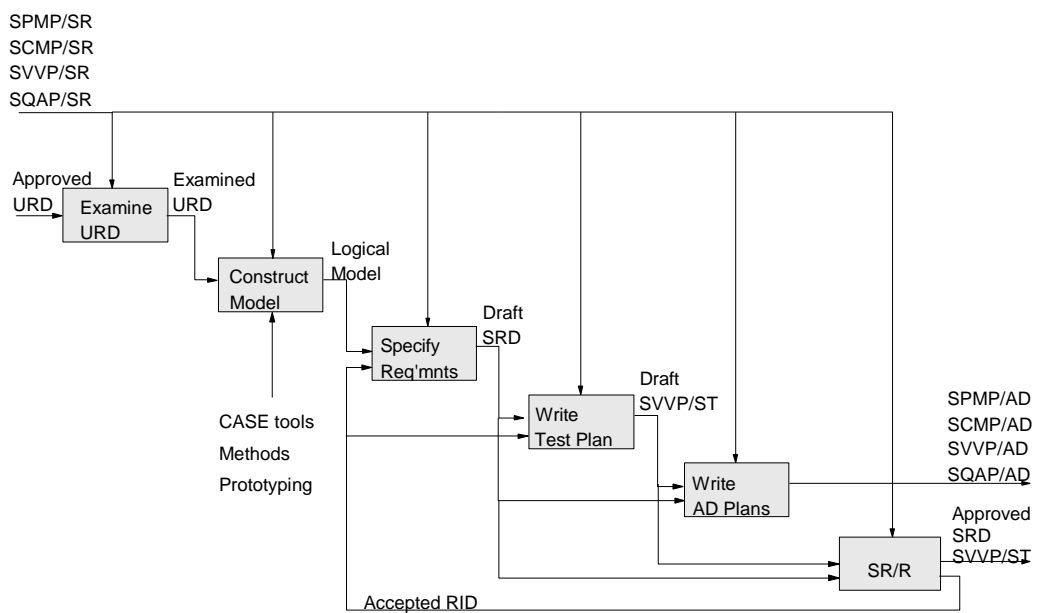 SPMP/SR
SCMP/SR
SVVP/SR
SQAP/SR
Approved
URD
Examine
URD
Examined
URD
Construct
Model
Logical
Model
CASE tools
Methods
Prototyping
Specify
Req'mnts
Draft
SRD
Write
Test Plan
Draft
SVVP/ST
Write
AD Plans
SPMP/AD
SCMP/AD
SVVP/AD
SQAP/AD
SR/R
Approved
SRD
SVVP/ST
Accepted RID